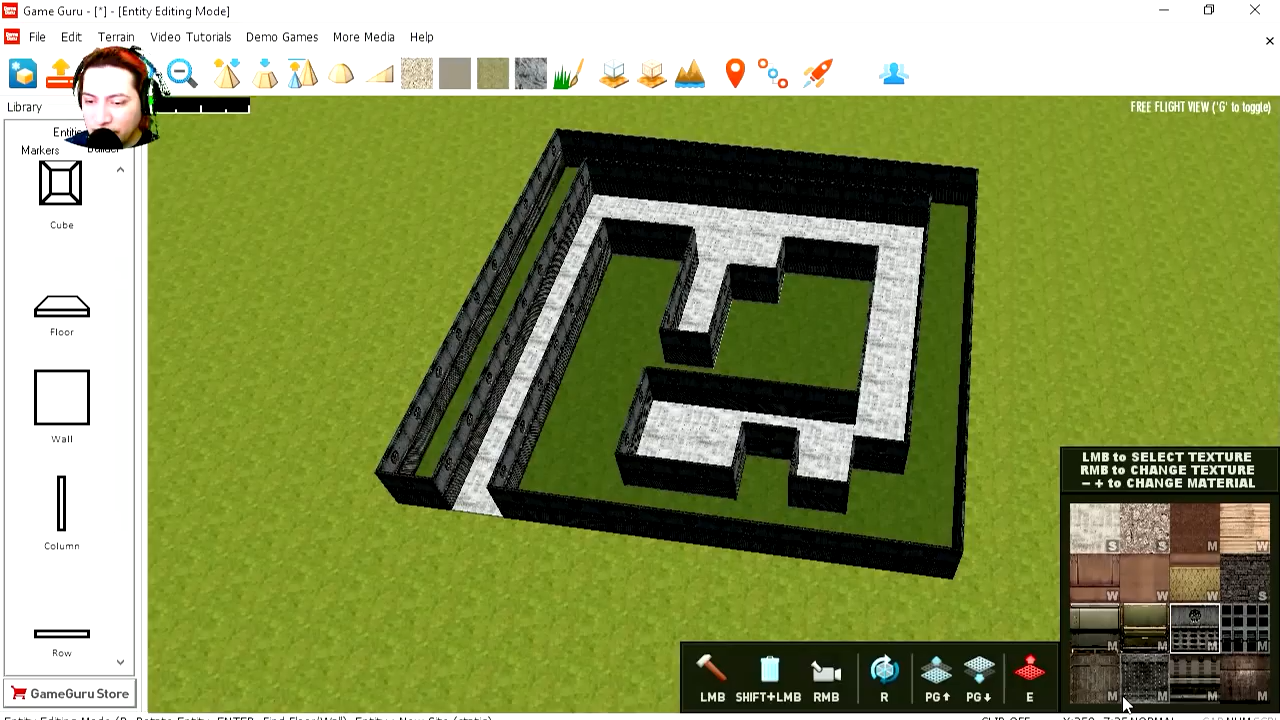 Game Guru - [*] - [Entity Editing Mode]
File Edit Terrain Video Tutorials Demo Games More Media Help
Library
FREE FLIGHT VIEW ('G' to toggle)
Markers
Cube
Floor
Wall
Column
Row
GameGuru Store
LMB to SELECT TEXTURE
RMB to CHANGE TEXTURE
- + to CHANGE MATERIAL
S S M W
W W W S
M M M M
M M M M
LMB SHIFT+LMB RMB R PG↑ PG↓ E